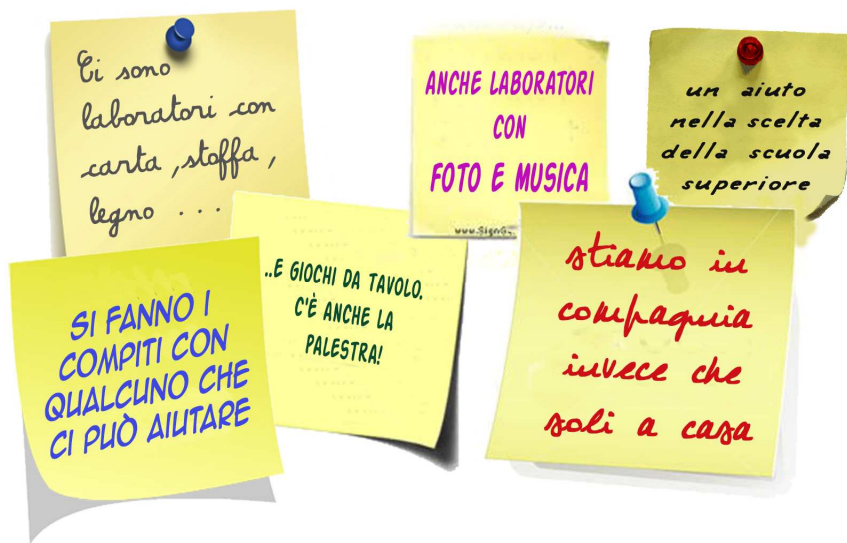 Ci sono
laboratori con
carta, stoffa,
legno ...
ANCHE LABORATORI
CON
FOTO E MUSICA
un aiuto
nella scelta
della scuola
superiore
SI FANNO I
COMPITI CON
QUALCUNO CHE
CI PUÒ AIUTARE
..E GIOCHI DA TAVOLO.
C'È ANCHE LA
PALESTRA!
stiamo in
compagnia
invece che
soli a casa